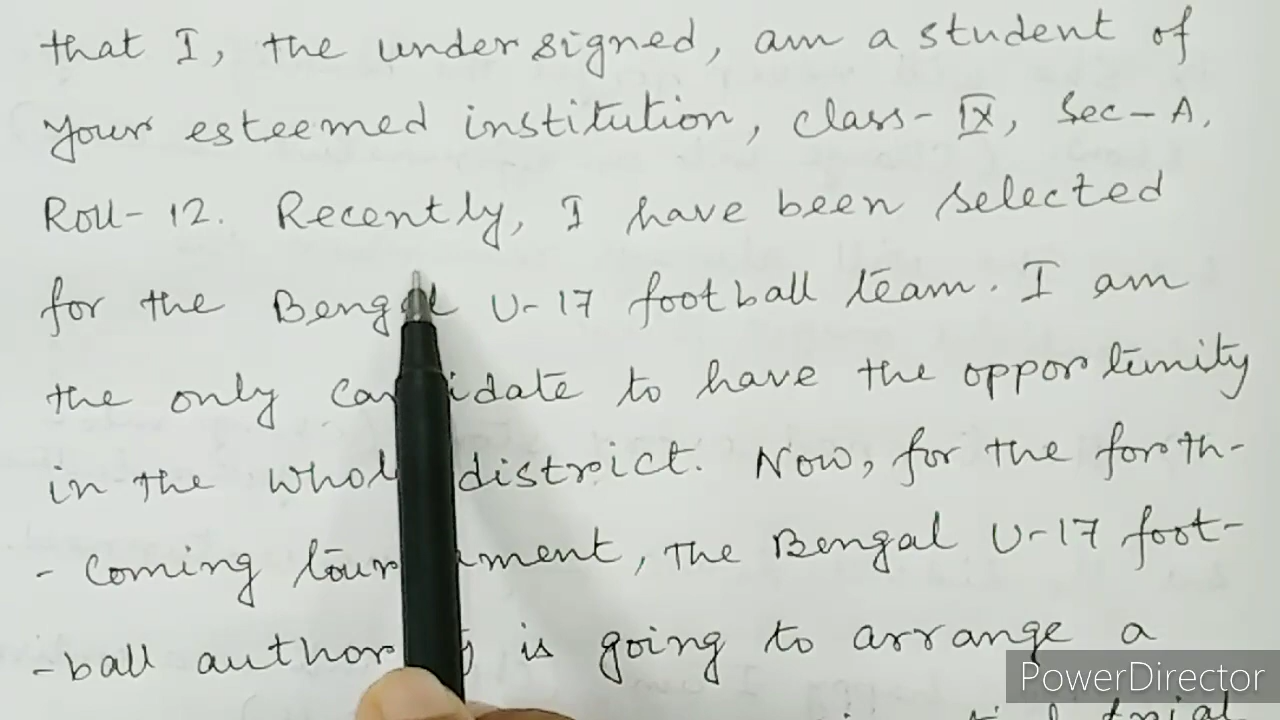 that I, the undersigned, am a student of
your esteemed institution, class-IX, Sec-A,
Roll-12. Recently, I have been selected
for the Bengal U-17 football team. I am
the only candidate to have the opportunity
in the whole district. Now, for the forth-
-coming tournament, the Bengal U-17 foot-
-ball authority is going to arrange a
PowerDirector
trial